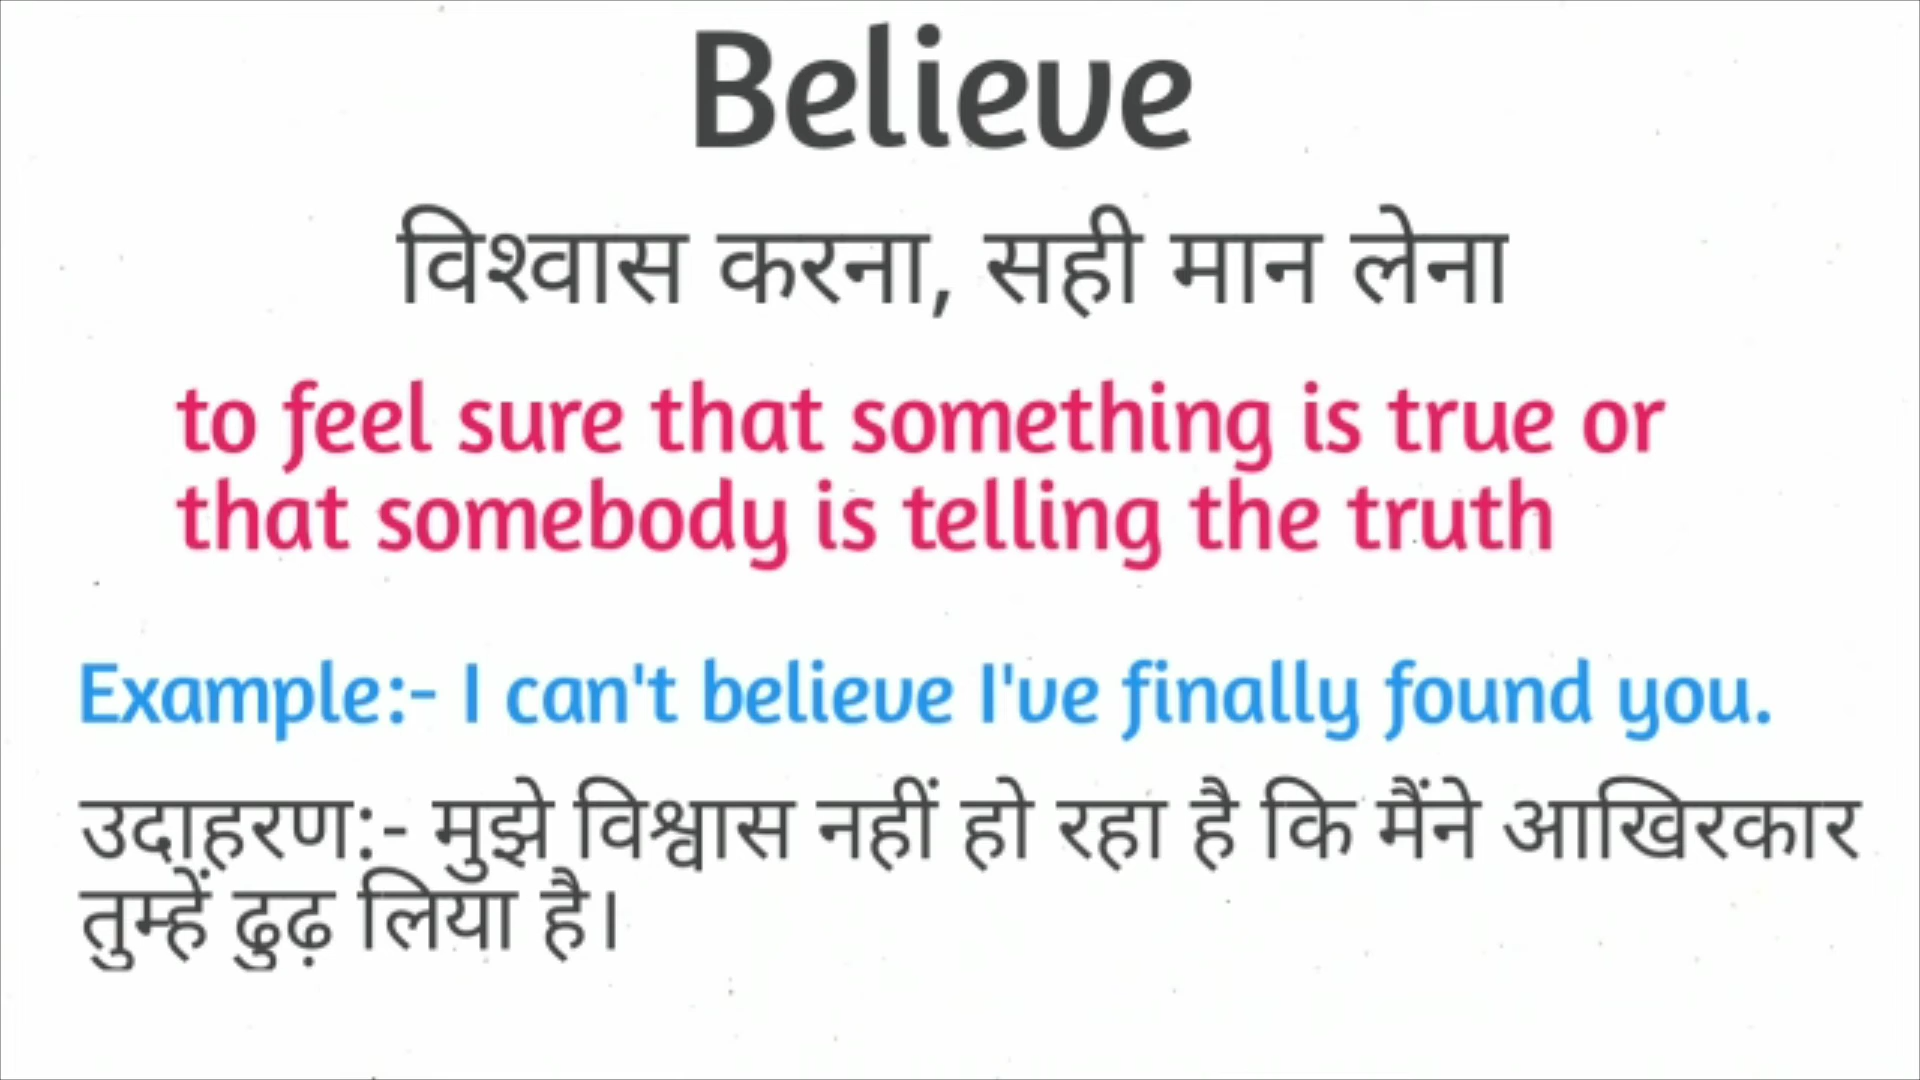 Believe
विश्वास करना, सही मान लेना
to feel sure that something is true or
that somebody is telling the truth
Example:- I can't believe I've finally found you.
उदाहरण:- मुझे विश्वास नहीं हो रहा है कि मैंने आखिरकार
तुम्हें ढुढ़ लिया है।